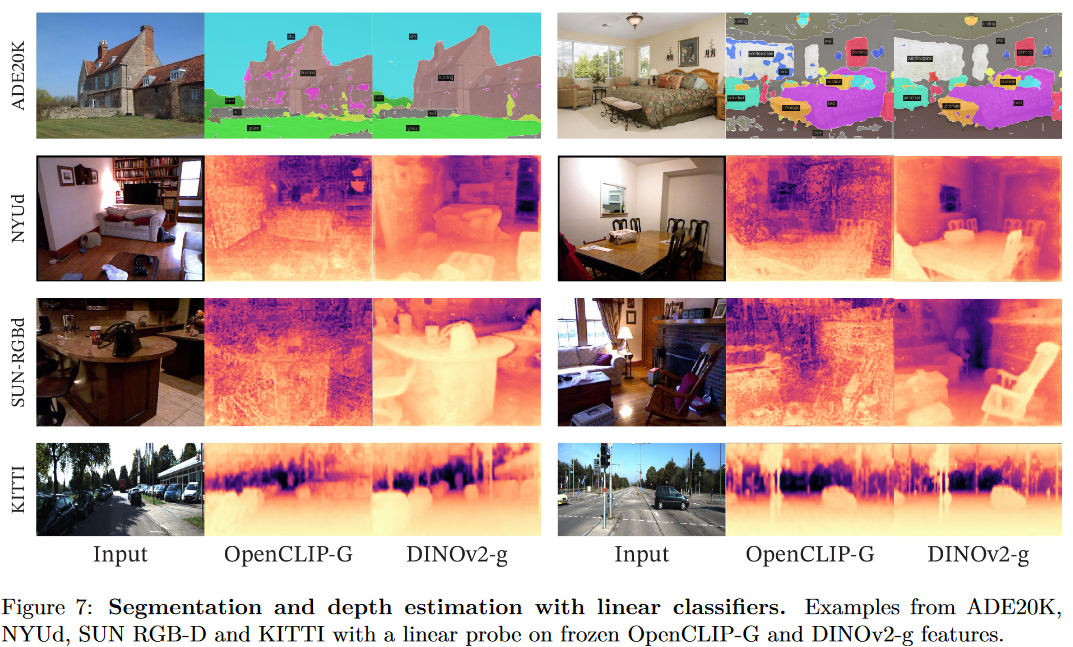 ADE20K
NYUd
SUN-RGBd
KITTI
Input OpenCLIP-G DINOv2-g Input OpenCLIP-G DINOv2-g
Figure 7: Segmentation and depth estimation with linear classifiers. Examples from ADE20K,
NYUd, SUN RGB-D and KITTI with a linear probe on frozen OpenCLIP-G and DINOv2-g features.